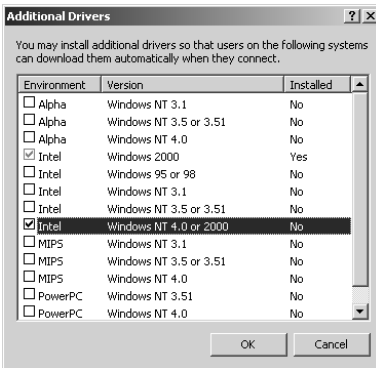 Additional Drivers
You may install additional drivers so that users on the following systems
can download them automatically when they connect.
Environment Version Installed
Alpha Windows NT 3.1 No
Alpha Windows NT 3.5 or 3.51 No
Alpha Windows NT 4.0 No
Intel Windows 2000 Yes
Intel Windows 95 or 98 No
Intel Windows NT 3.1 No
Intel Windows NT 3.5 or 3.51 No
Intel Windows NT 4.0 or 2000 No
MIPS Windows NT 3.1 No
MIPS Windows NT 3.5 or 3.51 No
MIPS Windows NT 4.0 No
PowerPC Windows NT 3.51 No
PowerPC Windows NT 4.0 No
OK Cancel